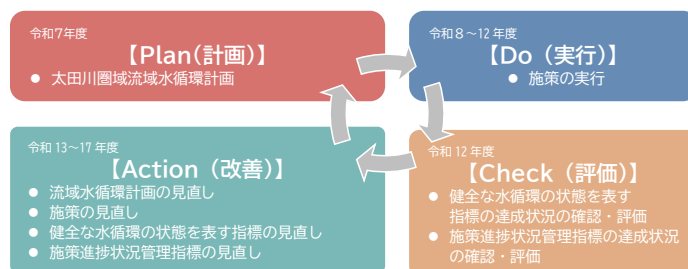 令和7年度
【Plan(計画)】
● 太田川圏域流域水循環計画
令和8～12年度
【Do（実行）】
● 施策の実行
令和 12 年度
【Check（評価）】
● 健全な水循環の状態を表す
指標の達成状況の確認・評価
● 施策進捗状況管理指標の達成状況
の確認・評価
令和 13～17 年度
【Action（改善）】
● 流域水循環計画の見直し
● 施策の見直し
● 健全な水循環の状態を表す指標の見直し
● 施策進捗状況管理指標の見直し